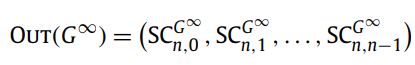 OUT(G^∞) = (SC^{G^∞}_{n,0}, SC^{G^∞}_{n,1}, . . . , SC^{G^∞}_{n,n−1})